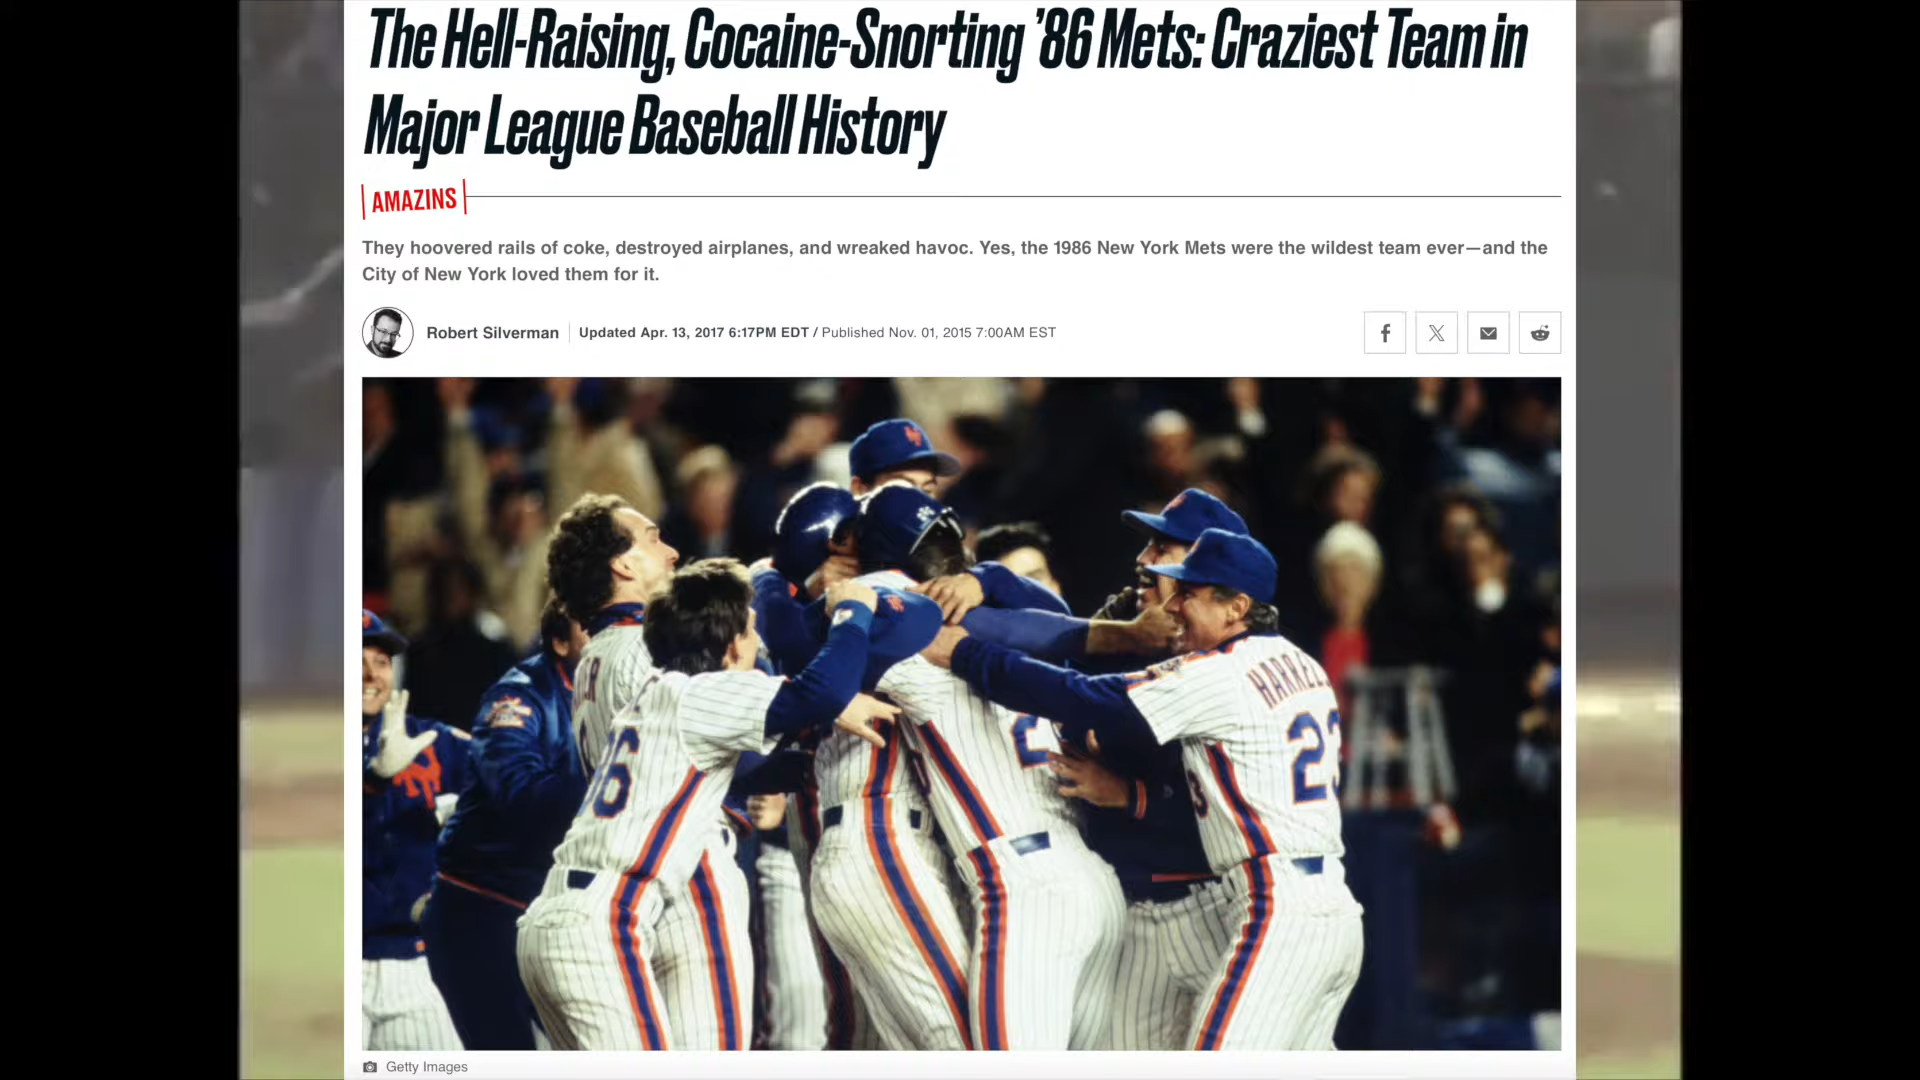 The Hell-Raising, Cocaine-Snorting ’86 Mets: Craziest Team in
Major League Baseball History
AMAZINS
They hoovered rails of coke, destroyed airplanes, and wreaked havoc. Yes, the 1986 New York Mets were the wildest team ever—and the
City of New York loved them for it.
Robert Silverman
Updated Apr. 13, 2017 6:17PM EDT / Published Nov. 01, 2015 7:00AM EST
HARREL
23
Getty Images